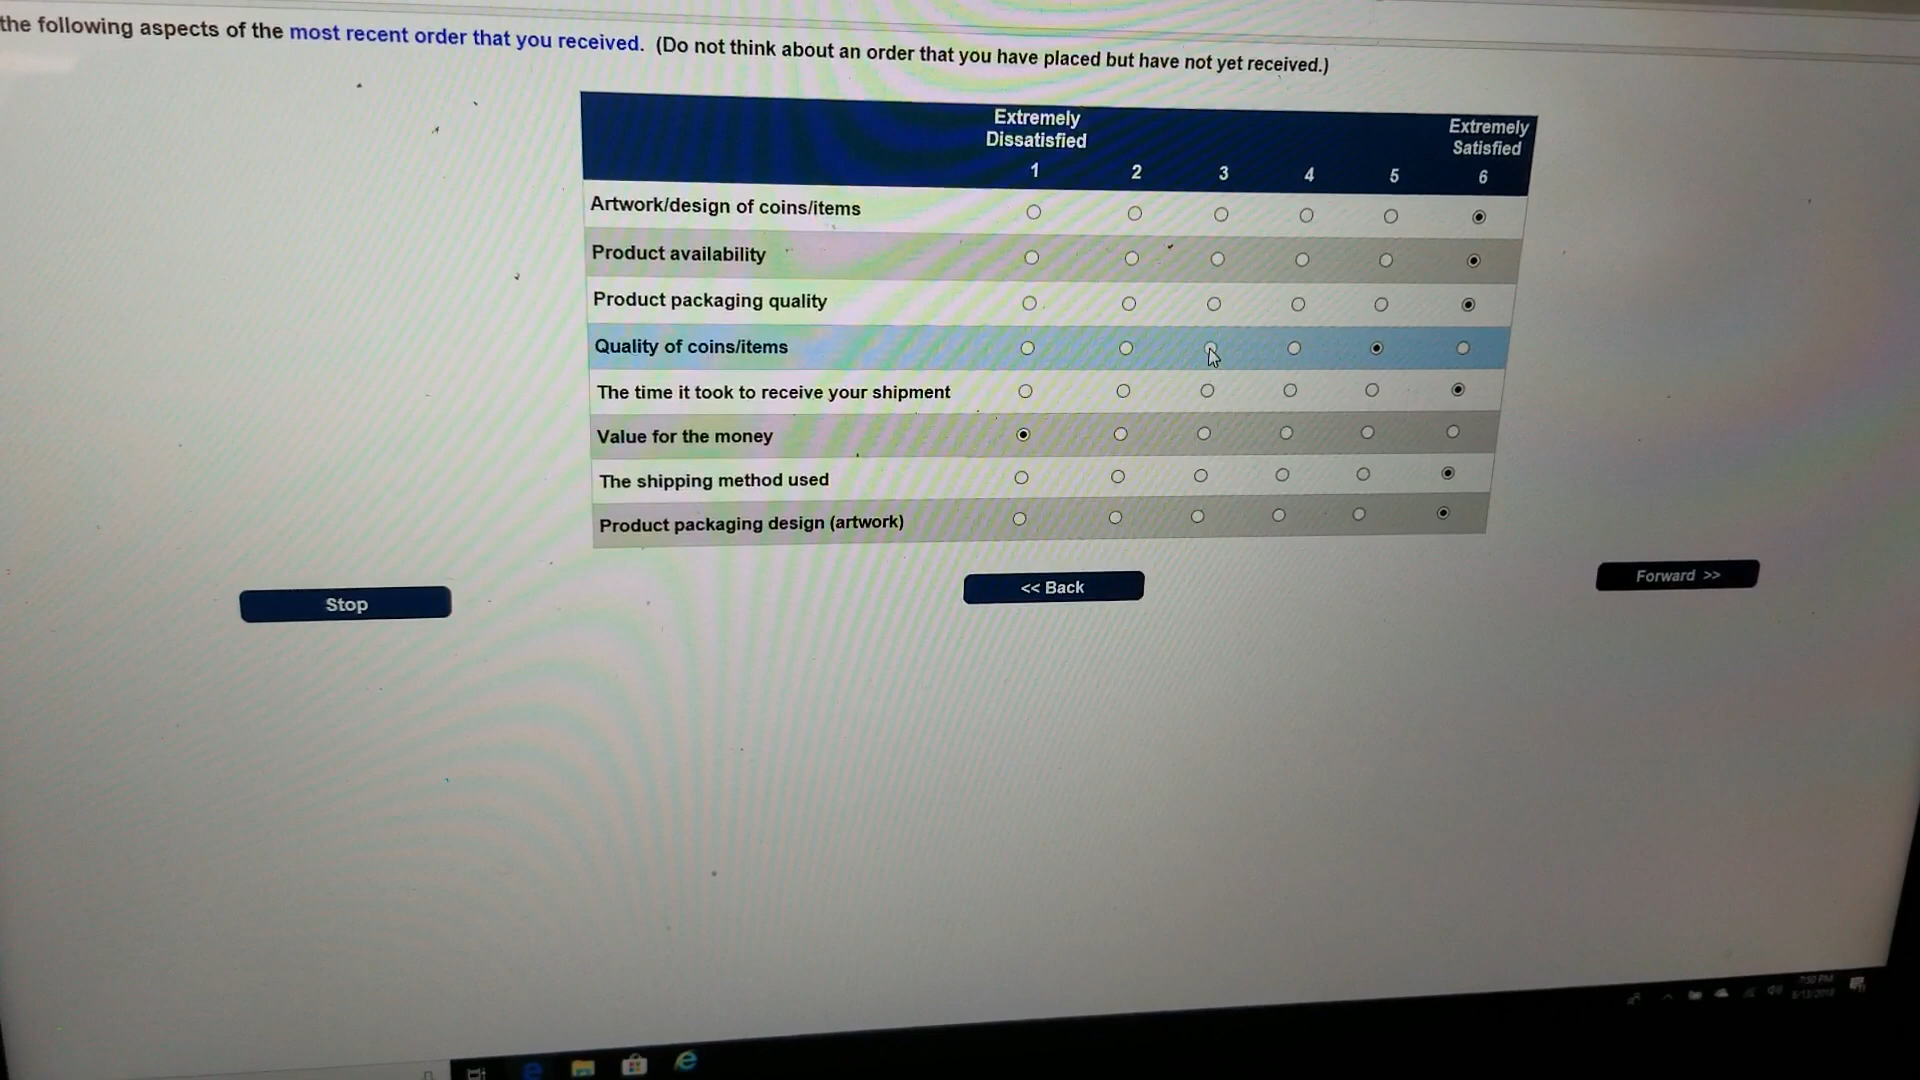 the following aspects of the most recent order that you received. (Do not think about an order that you have placed but have not yet received.)
Extremely Dissatisfied
Extremely Satisfied
1 2 3 4 5 6
Artwork/design of coins/items
Product availability
Product packaging quality
Quality of coins/items
The time it took to receive your shipment
Value for the money
The shipping method used
Product packaging design (artwork)
Stop
<< Back
Forward >>
7:50 PM